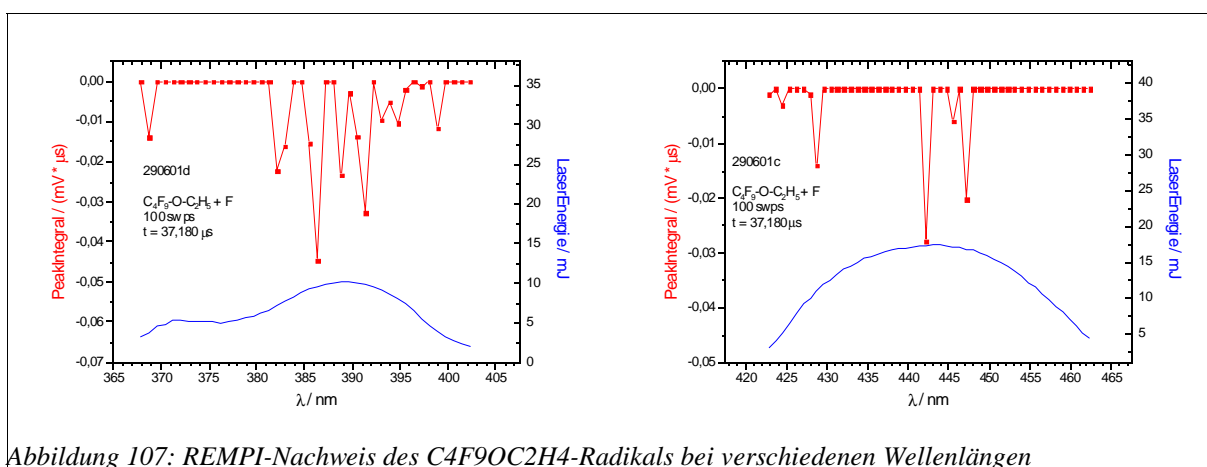 0,00
-0,01
-0,02
-0,03
-0,04
-0,05
-0,06
-0,07
PeakIntegral / (mV * µs)
290601d
C4F9-O-C2H5 + F
100 swps
t = 37,180 µs
35
30
25
20
15
10
5
0
LaserEnergie / mJ
365 370 375 380 385 390 395 400 405
λ / nm
0,00
-0,01
-0,02
-0,03
-0,04
-0,05
PeakIntegral / (mV * µs)
290601c
C4F9-O-C2H5 + F
100 swps
t = 37,180 µs
40
35
30
25
20
15
10
5
LaserEnergie / mJ
420 425 430 435 440 445 450 455 460 465
λ / nm
Abbildung 107: REMPI-Nachweis des C4F9OC2H4-Radikals bei verschiedenen Wellenlängen